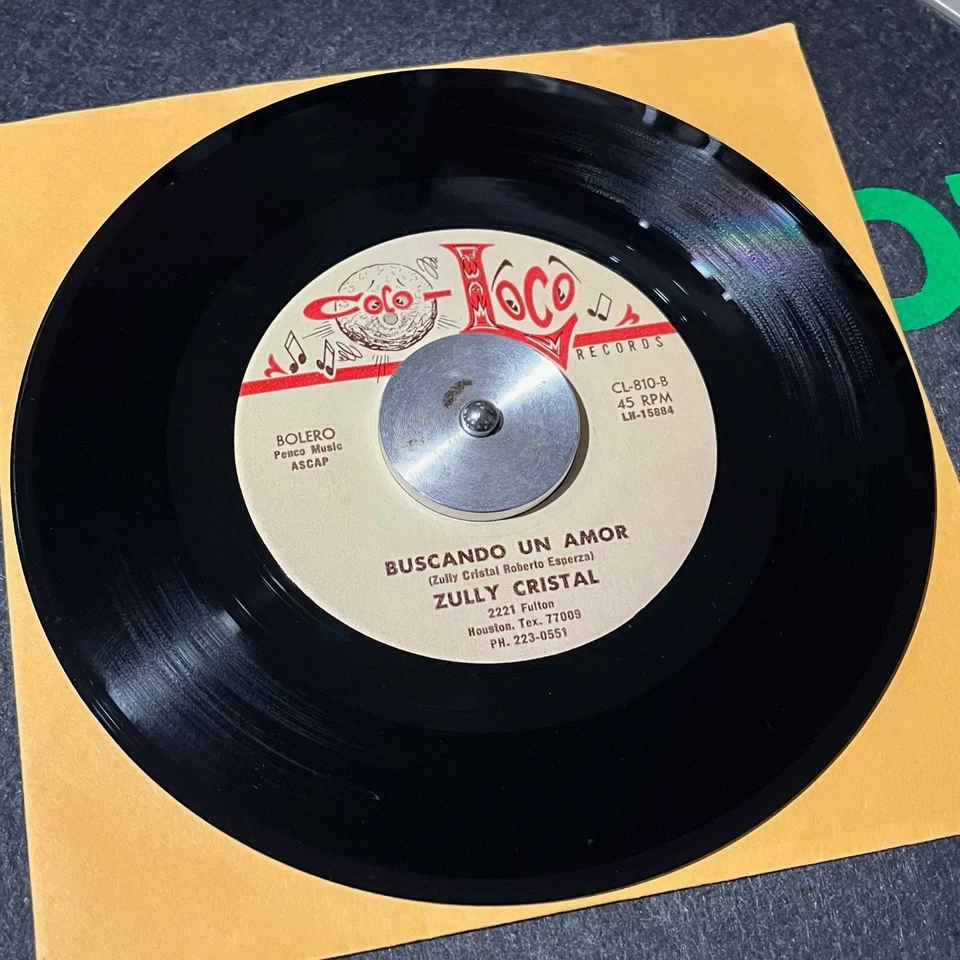 Coco-Loco
RECORDS
CL-810-B
45 RPM
LH-15884
BOLERO
Penco Music
ASCAP
BUSCANDO UN AMOR
(Zully Cristal Roberto Esperza)
ZULLY CRISTAL
2221 Fulton
Houston, Tex. 77009
PH. 223-0551